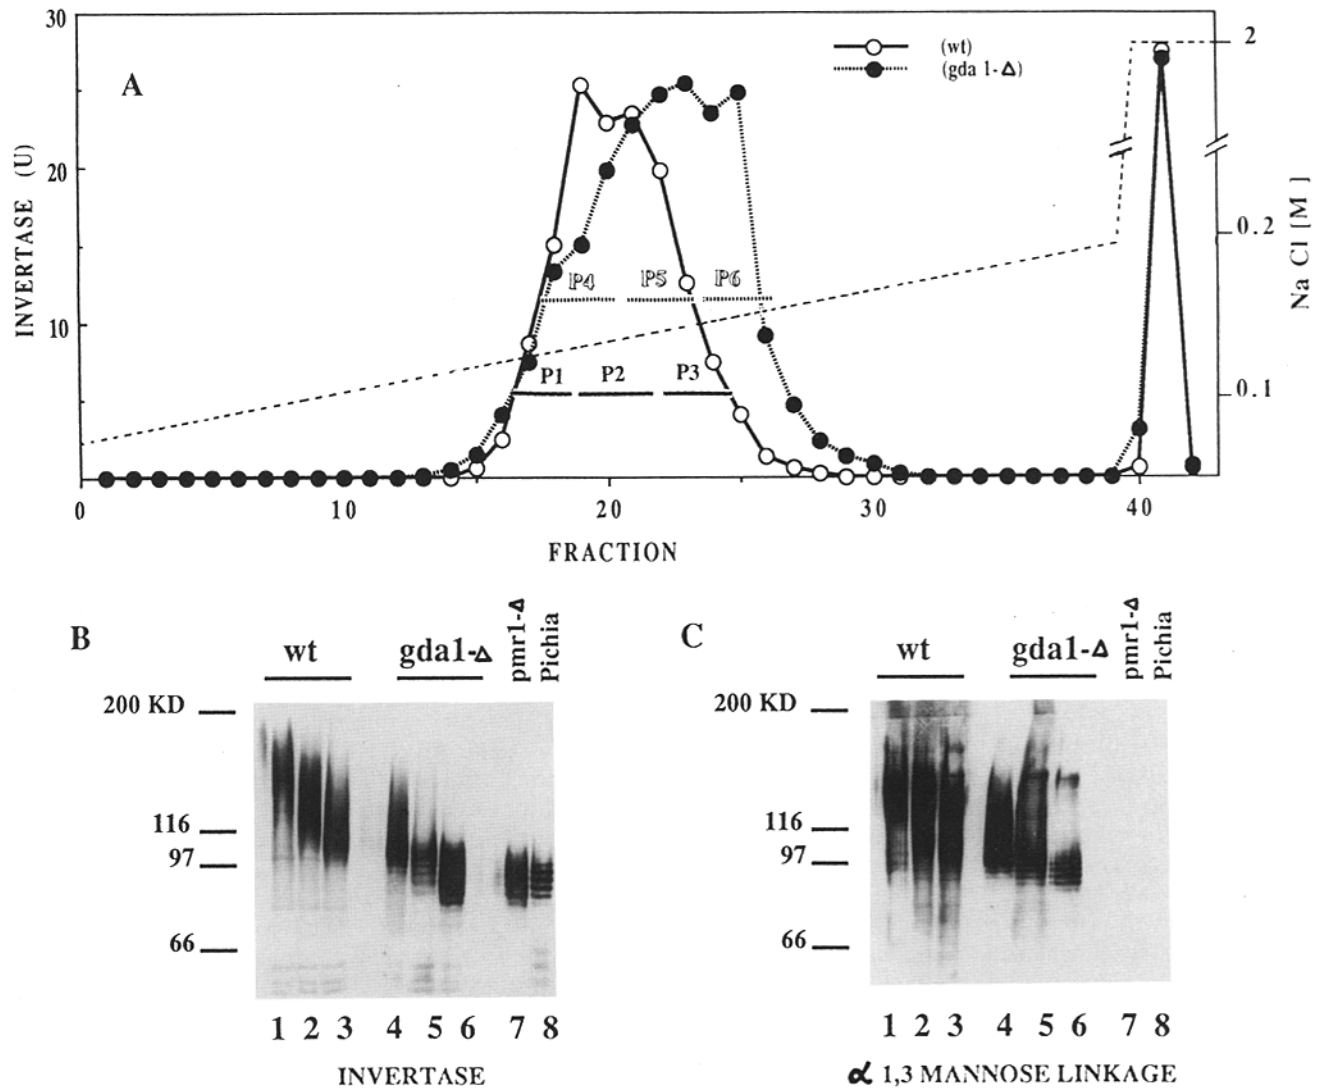 30
A
(wt)
(gda 1-Δ)
2
INVERTASE (U)
20
0.2
Na Cl [M]
P4 P5 P6
10
P1 P2 P3
0.1
0 10 20 30 40
FRACTION
B
wt gda1-Δ pmr1-Δ Pichia
200 KD
116
97
66
1 2 3 4 5 6 7 8
INVERTASE
C
wt gda1-Δ pmr1-Δ Pichia
200 KD
116
97
66
1 2 3 4 5 6 7 8
α 1,3 MANNOSE LINKAGE